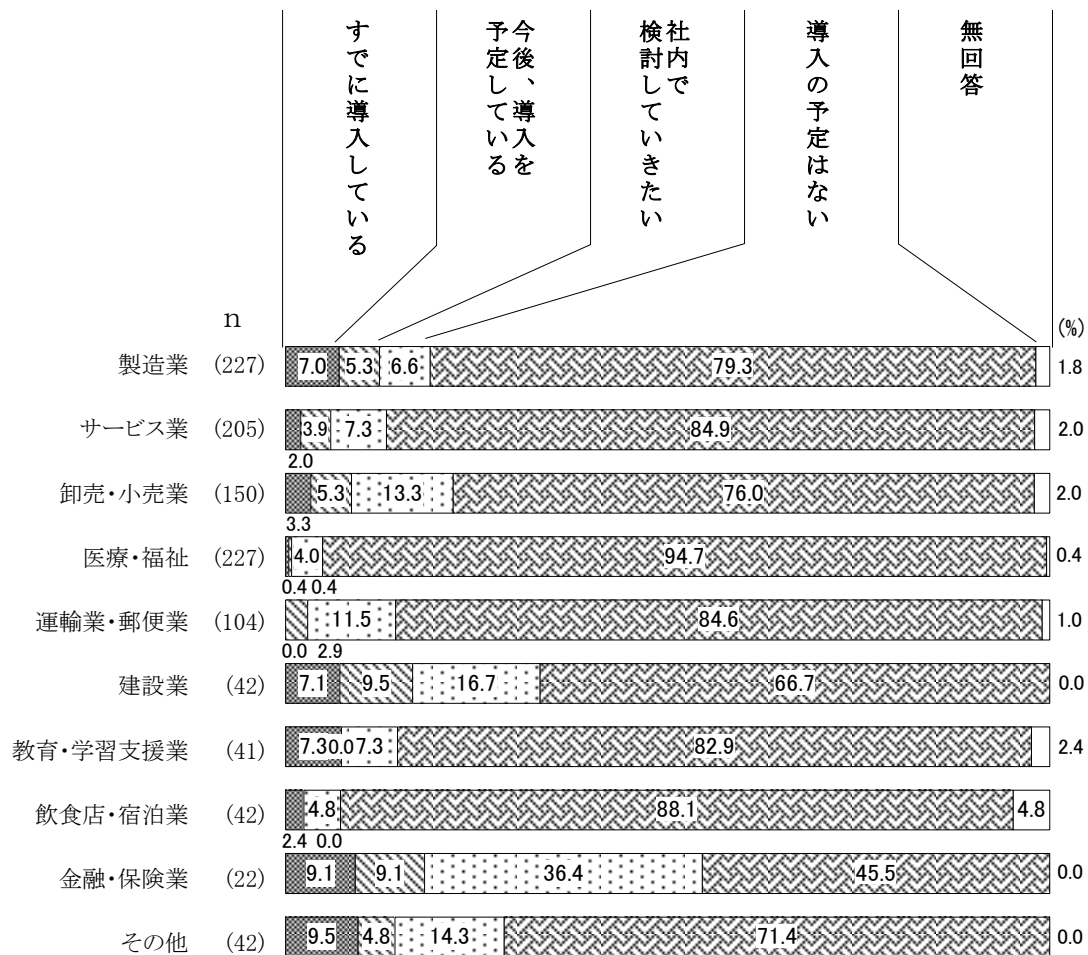 すでに導入している
今後、導入を
予定している
社内で
検討していきたい
導入の予定はない
無回答
n
(%)
製造業 (227) 7.0 5.3 6.6 79.3 1.8
サービス業 (205) 3.9 7.3 84.9 2.0
2.0
卸売・小売業 (150) 5.3 13.3 76.0 2.0
3.3
医療・福祉 (227) 4.0 94.7 0.4
0.4 0.4
運輸業・郵便業 (104) 11.5 84.6 1.0
0.0 2.9
建設業 (42) 7.1 9.5 16.7 66.7 0.0
教育・学習支援業 (41) 7.3 0.0 7.3 82.9 2.4
飲食店・宿泊業 (42) 4.8 88.1 4.8
2.4 0.0
金融・保険業 (22) 9.1 9.1 36.4 45.5 0.0
その他 (42) 9.5 4.8 14.3 71.4 0.0